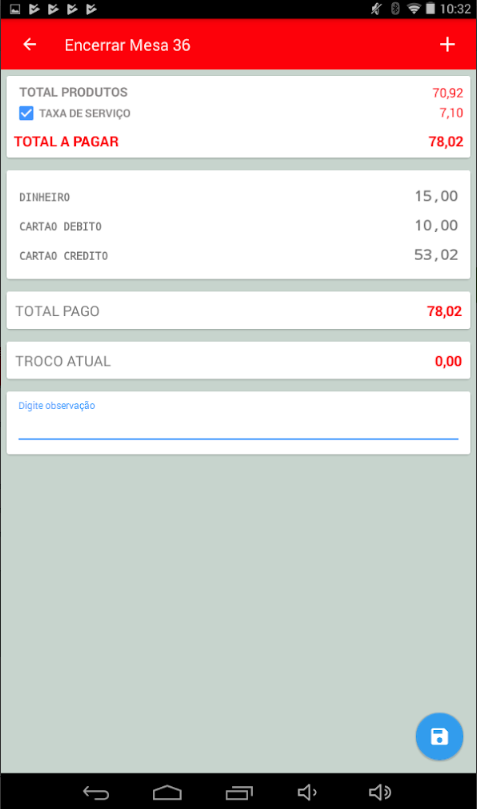 10:32
Encerrar Mesa 36
TOTAL PRODUTOS 70,92
TAXA DE SERVIÇO 7,10
TOTAL A PAGAR 78,02
DINHEIRO 15,00
CARTAO DEBITO 10,00
CARTAO CREDITO 53,02
TOTAL PAGO 78,02
TROCO ATUAL 0,00
Digite observação